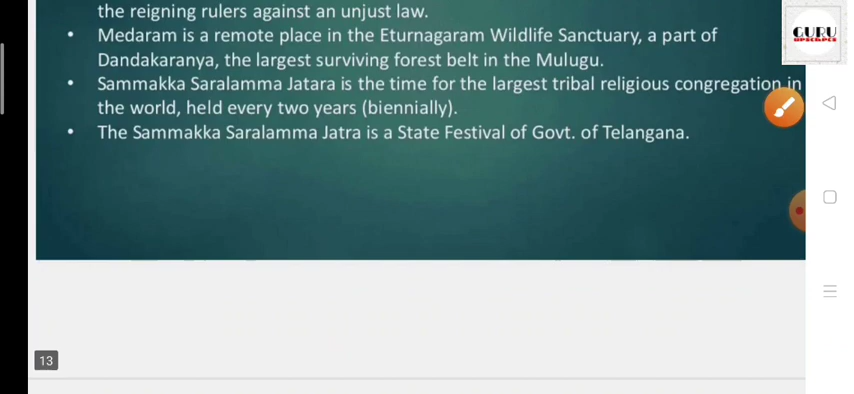 the reigning rulers against an unjust law.
• Medaram is a remote place in the Eturnagaram Wildlife Sanctuary, a part of
Dandakaranya, the largest surviving forest belt in the Mulugu.
• Sammakka Saralamma Jatara is the time for the largest tribal religious congregation in
the world, held every two years (biennially).
• The Sammakka Saralamma Jatra is a State Festival of Govt. of Telangana.
GURU
13